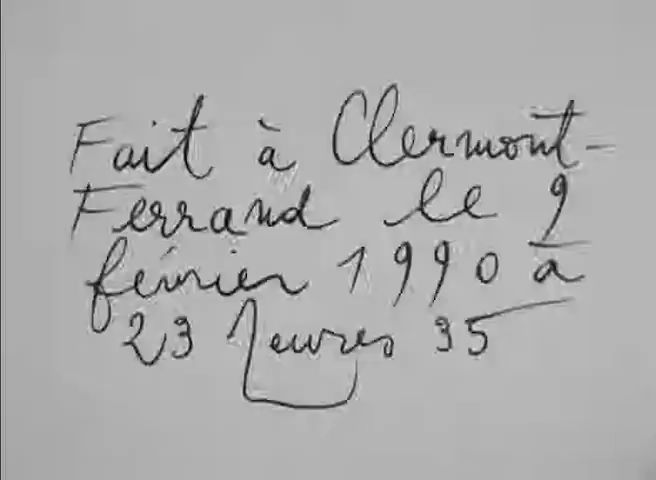 Fait à Clermont-
Ferrand le 9
février 1990 à
23 heures 35